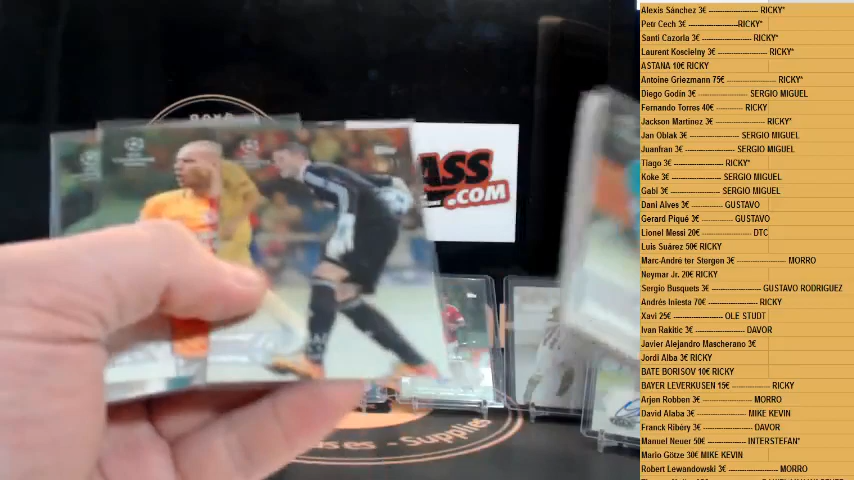 ASS
.COM
- Supplies
Alexis Sánchez 3€ -------------------- RICKY*
Petr Cech 3€ --------------------RICKY*
Santi Cazorla 3€ -------------------- RICKY*
Laurent Koscielny 3€ -------------------- RICKY*
ASTANA 10€ RICKY
Antoine Griezmann 75€ -------------------- RICKY*
Diego Godín 3€ -------------------- SERGIO MIGUEL
Fernando Torres 40€ -------------------- RICKY
Jackson Martínez 3€ -------------------- RICKY*
Jan Oblak 3€ -------------------- SERGIO MIGUEL
Juanfran 3€ -------------------- SERGIO MIGUEL
Tiago 3€ -------------------- RICKY*
Koke 3€ -------------------- SERGIO MIGUEL
Gabi 3€ -------------------- SERGIO MIGUEL
Dani Alves 3€ -------------------- GUSTAVO
Gerard Piqué 3€ -------------------- GUSTAVO
Lionel Messi 20€ -------------------- DTC
Luis Suárez 50€ RICKY
Marc-André ter Stergen 3€ -------------------- MORRO
Neymar Jr. 20€ RICKY
Sergio Busquets 3€ -------------------- GUSTAVO RODRIGUEZ
Andrés Iniesta 70€ -------------------- RICKY
Xavi 25€ -------------------- OLE STUDT
Ivan Rakitic 3€ -------------------- DAVOR
Javier Alejandro Mascherano 3€
Jordi Alba 3€ RICKY
BATE BORISOV 10€ RICKY
BAYER LEVERKUSEN 15€ -------------------- RICKY
Arjen Robben 3€ -------------------- MORRO
David Alaba 3€ -------------------- MIKE KEVIN
Franck Ribéry 3€ -------------------- DAVOR
Manuel Neuer 50€ -------------------- INTERSTEFAN*
Mario Götze 30€ MIKE KEVIN
Robert Lewandowski 3€ -------------------- MORRO